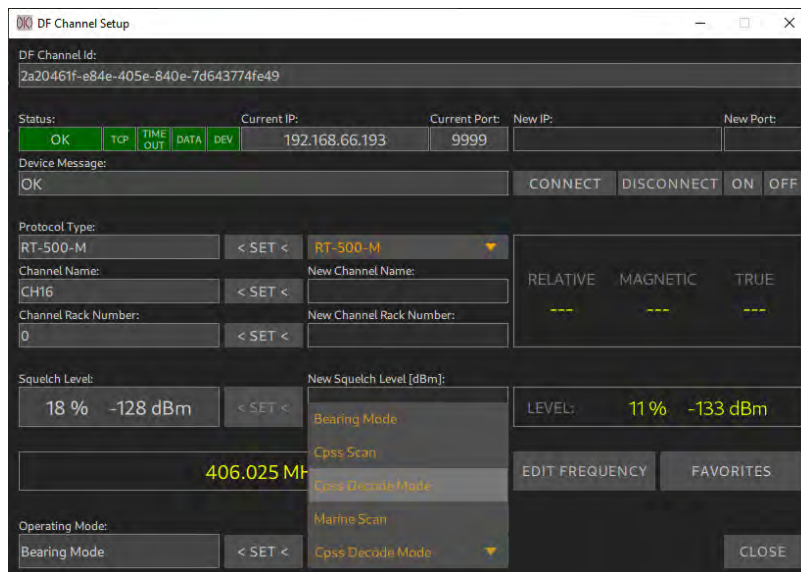 DF Channel Setup
DF Channel Id:
2a20461f-e84e-405e-840e-7d643774fe49
Status: Current IP: Current Port: New IP: New Port:
OK TCP TIME OUT DATA DEV 192.168.66.193 9999
Device Message:
OK CONNECT DISCONNECT ON OFF
Protocol Type:
RT-500-M < SET < RT-500-M
Channel Name: New Channel Name:
CH16 < SET <
RELATIVE MAGNETIC TRUE
--- --- ---
Channel Rack Number: New Channel Rack Number:
0 < SET <
Squelch Level: New Squelch Level [dBm]:
18 % -128 dBm < SET < LEVEL: 11 % -133 dBm
Bearing Mode
Cpss Scan
406.025 MH EDIT FREQUENCY FAVORITES
Cpss Decode Mode
Marine Scan
Operating Mode:
Bearing Mode < SET < Cpss Decode Mode CLOSE